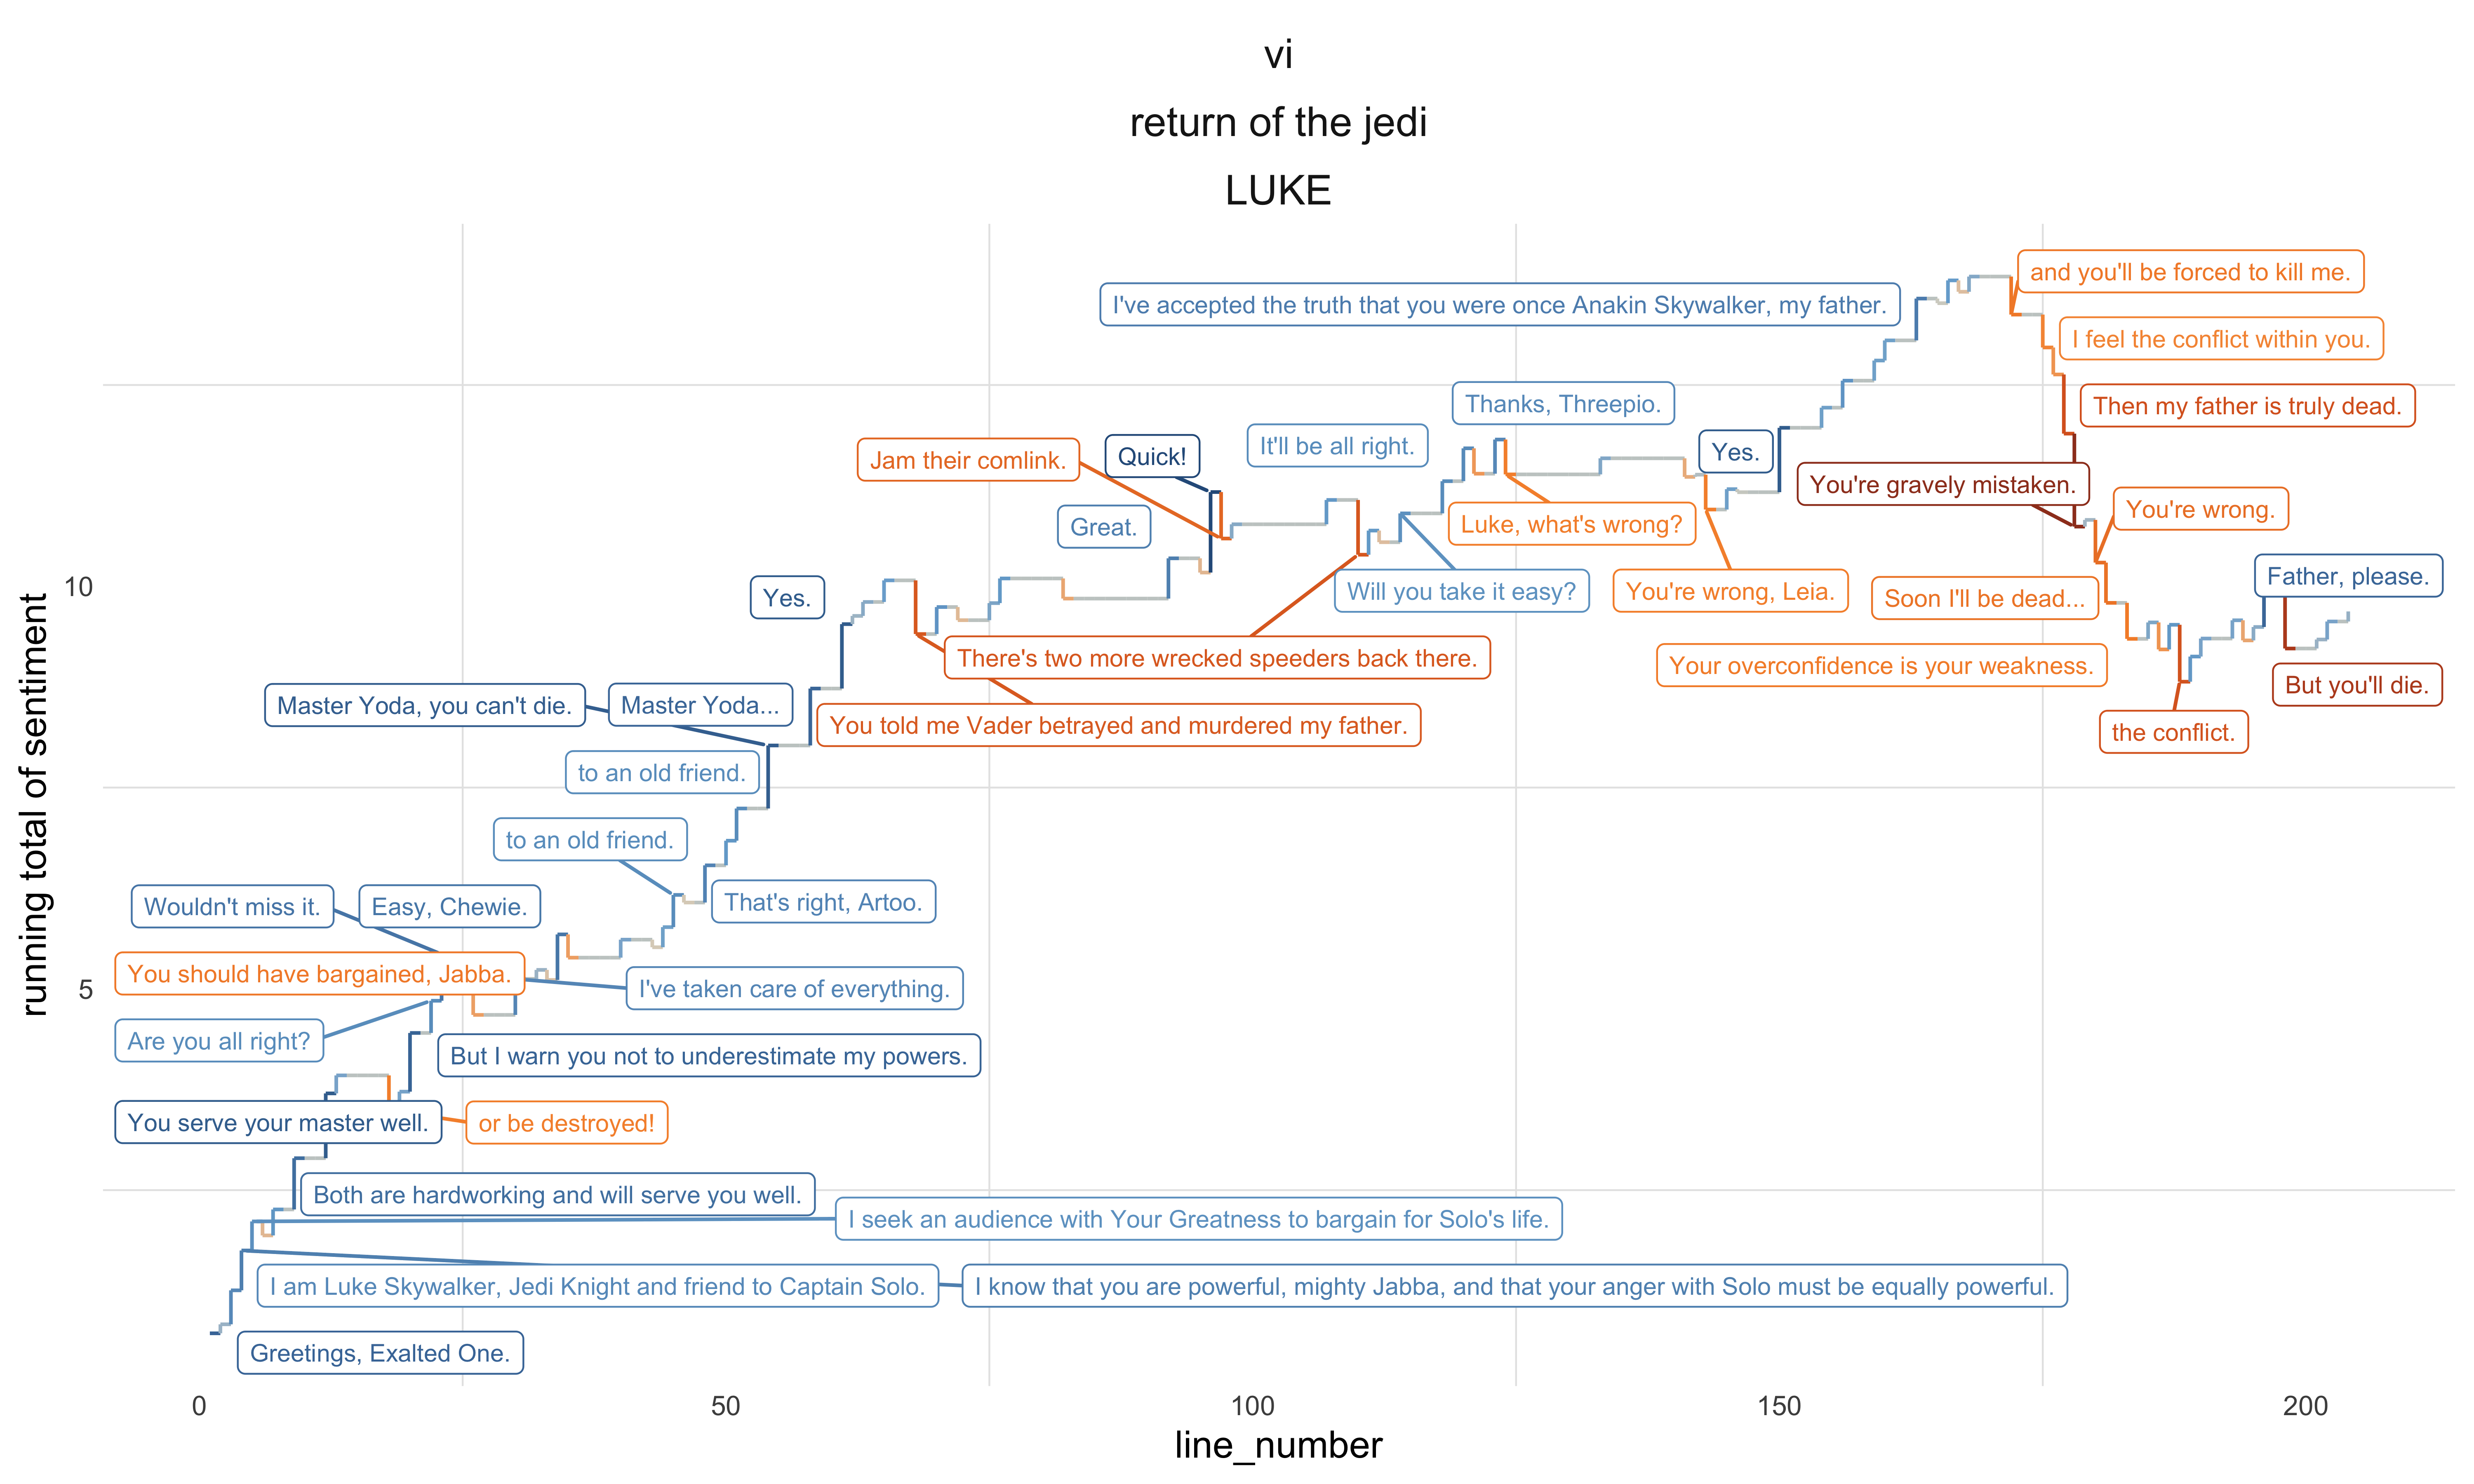 vi
return of the jedi
LUKE
and you'll be forced to kill me.
I've accepted the truth that you were once Anakin Skywalker, my father.
I feel the conflict within you.
Thanks, Threepio.
Then my father is truly dead.
It'll be all right.
Yes.
Quick!
Jam their comlink.
You're gravely mistaken.
You're wrong.
Great.
Luke, what's wrong?
Father, please.
10
Yes.
Will you take it easy?
You're wrong, Leia.
Soon I'll be dead...
There's two more wrecked speeders back there.
Your overconfidence is your weakness.
But you'll die.
Master Yoda, you can't die.
Master Yoda...
You told me Vader betrayed and murdered my father.
the conflict.
to an old friend.
to an old friend.
running total of sentiment
Wouldn't miss it.
Easy, Chewie.
That's right, Artoo.
You should have bargained, Jabba.
5
I've taken care of everything.
Are you all right?
But I warn you not to underestimate my powers.
You serve your master well.
or be destroyed!
Both are hardworking and will serve you well.
I seek an audience with Your Greatness to bargain for Solo's life.
I am Luke Skywalker, Jedi Knight and friend to Captain Solo.
I know that you are powerful, mighty Jabba, and that your anger with Solo must be equally powerful.
Greetings, Exalted One.
0
50
100
150
200
line_number